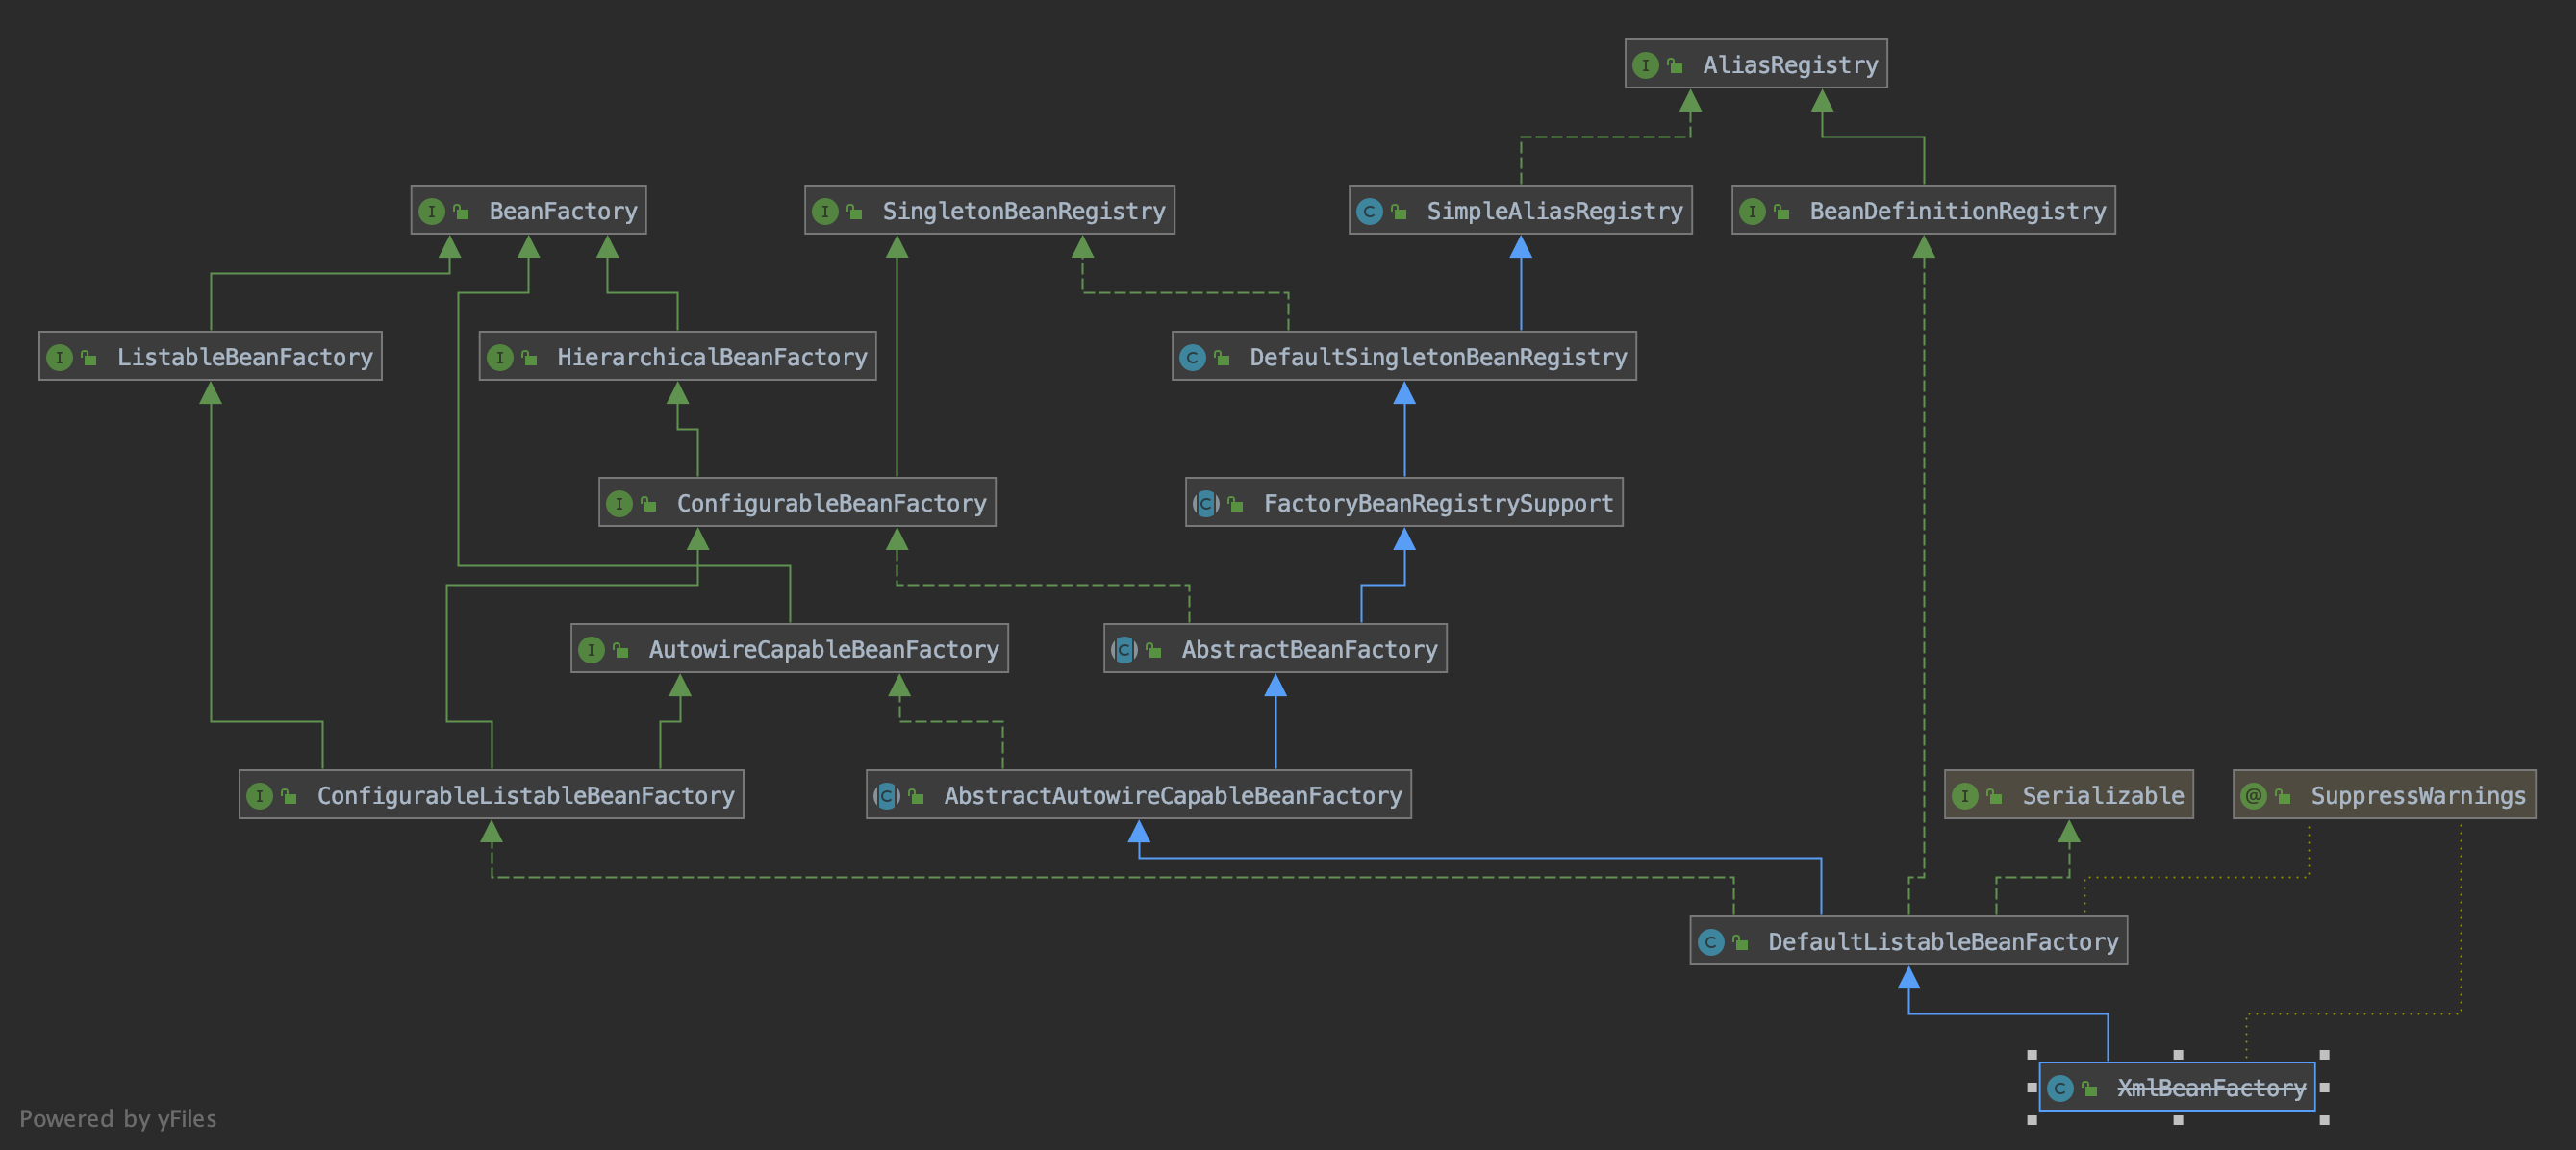 AliasRegistry
BeanFactory
SingletonBeanRegistry
SimpleAliasRegistry
BeanDefinitionRegistry
ListableBeanFactory
HierarchicalBeanFactory
DefaultSingletonBeanRegistry
ConfigurableBeanFactory
FactoryBeanRegistrySupport
AutowireCapableBeanFactory
AbstractBeanFactory
ConfigurableListableBeanFactory
AbstractAutowireCapableBeanFactory
Serializable
SuppressWarnings
DefaultListableBeanFactory
XmlBeanFactory
Powered by yFiles